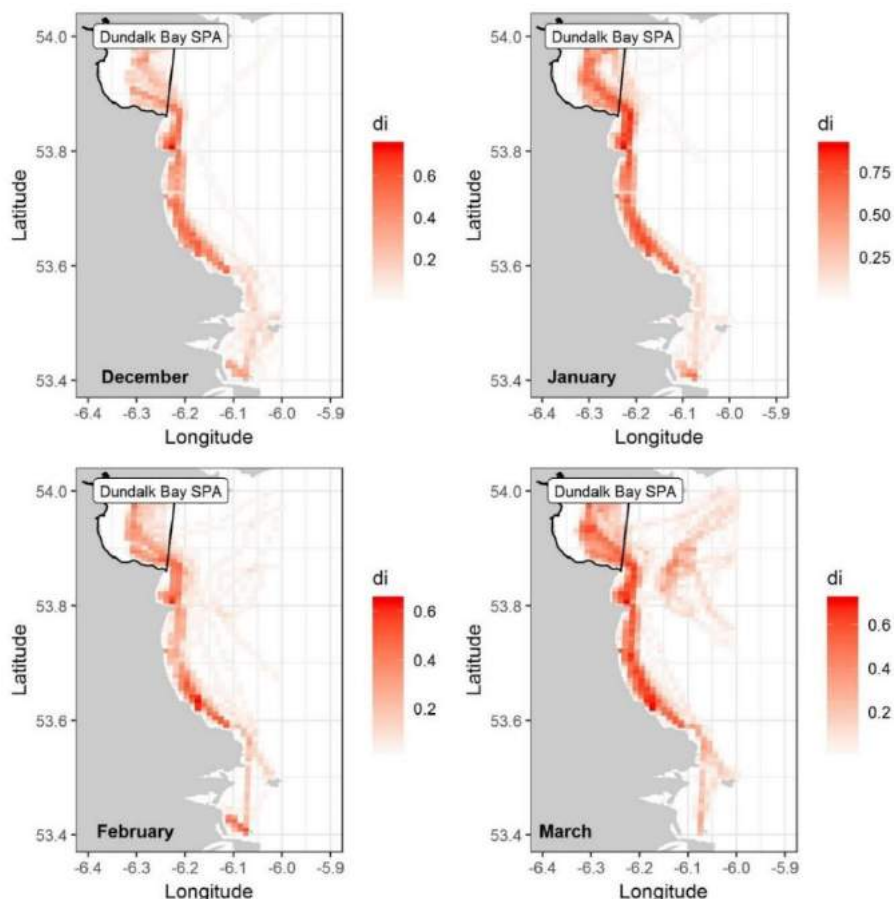 Dundalk Bay SPA
54.0
53.8
53.6
53.4
Latitude
December
-6.4 -6.3 -6.2 -6.1 -6.0 -5.9
Longitude
di
0.6
0.4
0.2
Dundalk Bay SPA
54.0
53.8
53.6
53.4
Latitude
January
-6.4 -6.3 -6.2 -6.1 -6.0 -5.9
Longitude
di
0.75
0.50
0.25
Dundalk Bay SPA
54.0
53.8
53.6
53.4
Latitude
February
-6.4 -6.3 -6.2 -6.1 -6.0 -5.9
Longitude
di
0.6
0.4
0.2
Dundalk Bay SPA
54.0
53.8
53.6
53.4
Latitude
March
-6.4 -6.3 -6.2 -6.1 -6.0 -5.9
Longitude
di
0.6
0.4
0.2